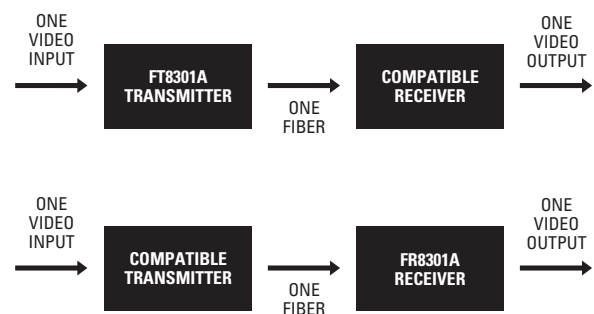 ONE
VIDEO
INPUT
FT8301A
TRANSMITTER
ONE
FIBER
COMPATIBLE
RECEIVER
ONE
VIDEO
OUTPUT
ONE
VIDEO
INPUT
COMPATIBLE
TRANSMITTER
ONE
FIBER
FR8301A
RECEIVER
ONE
VIDEO
OUTPUT